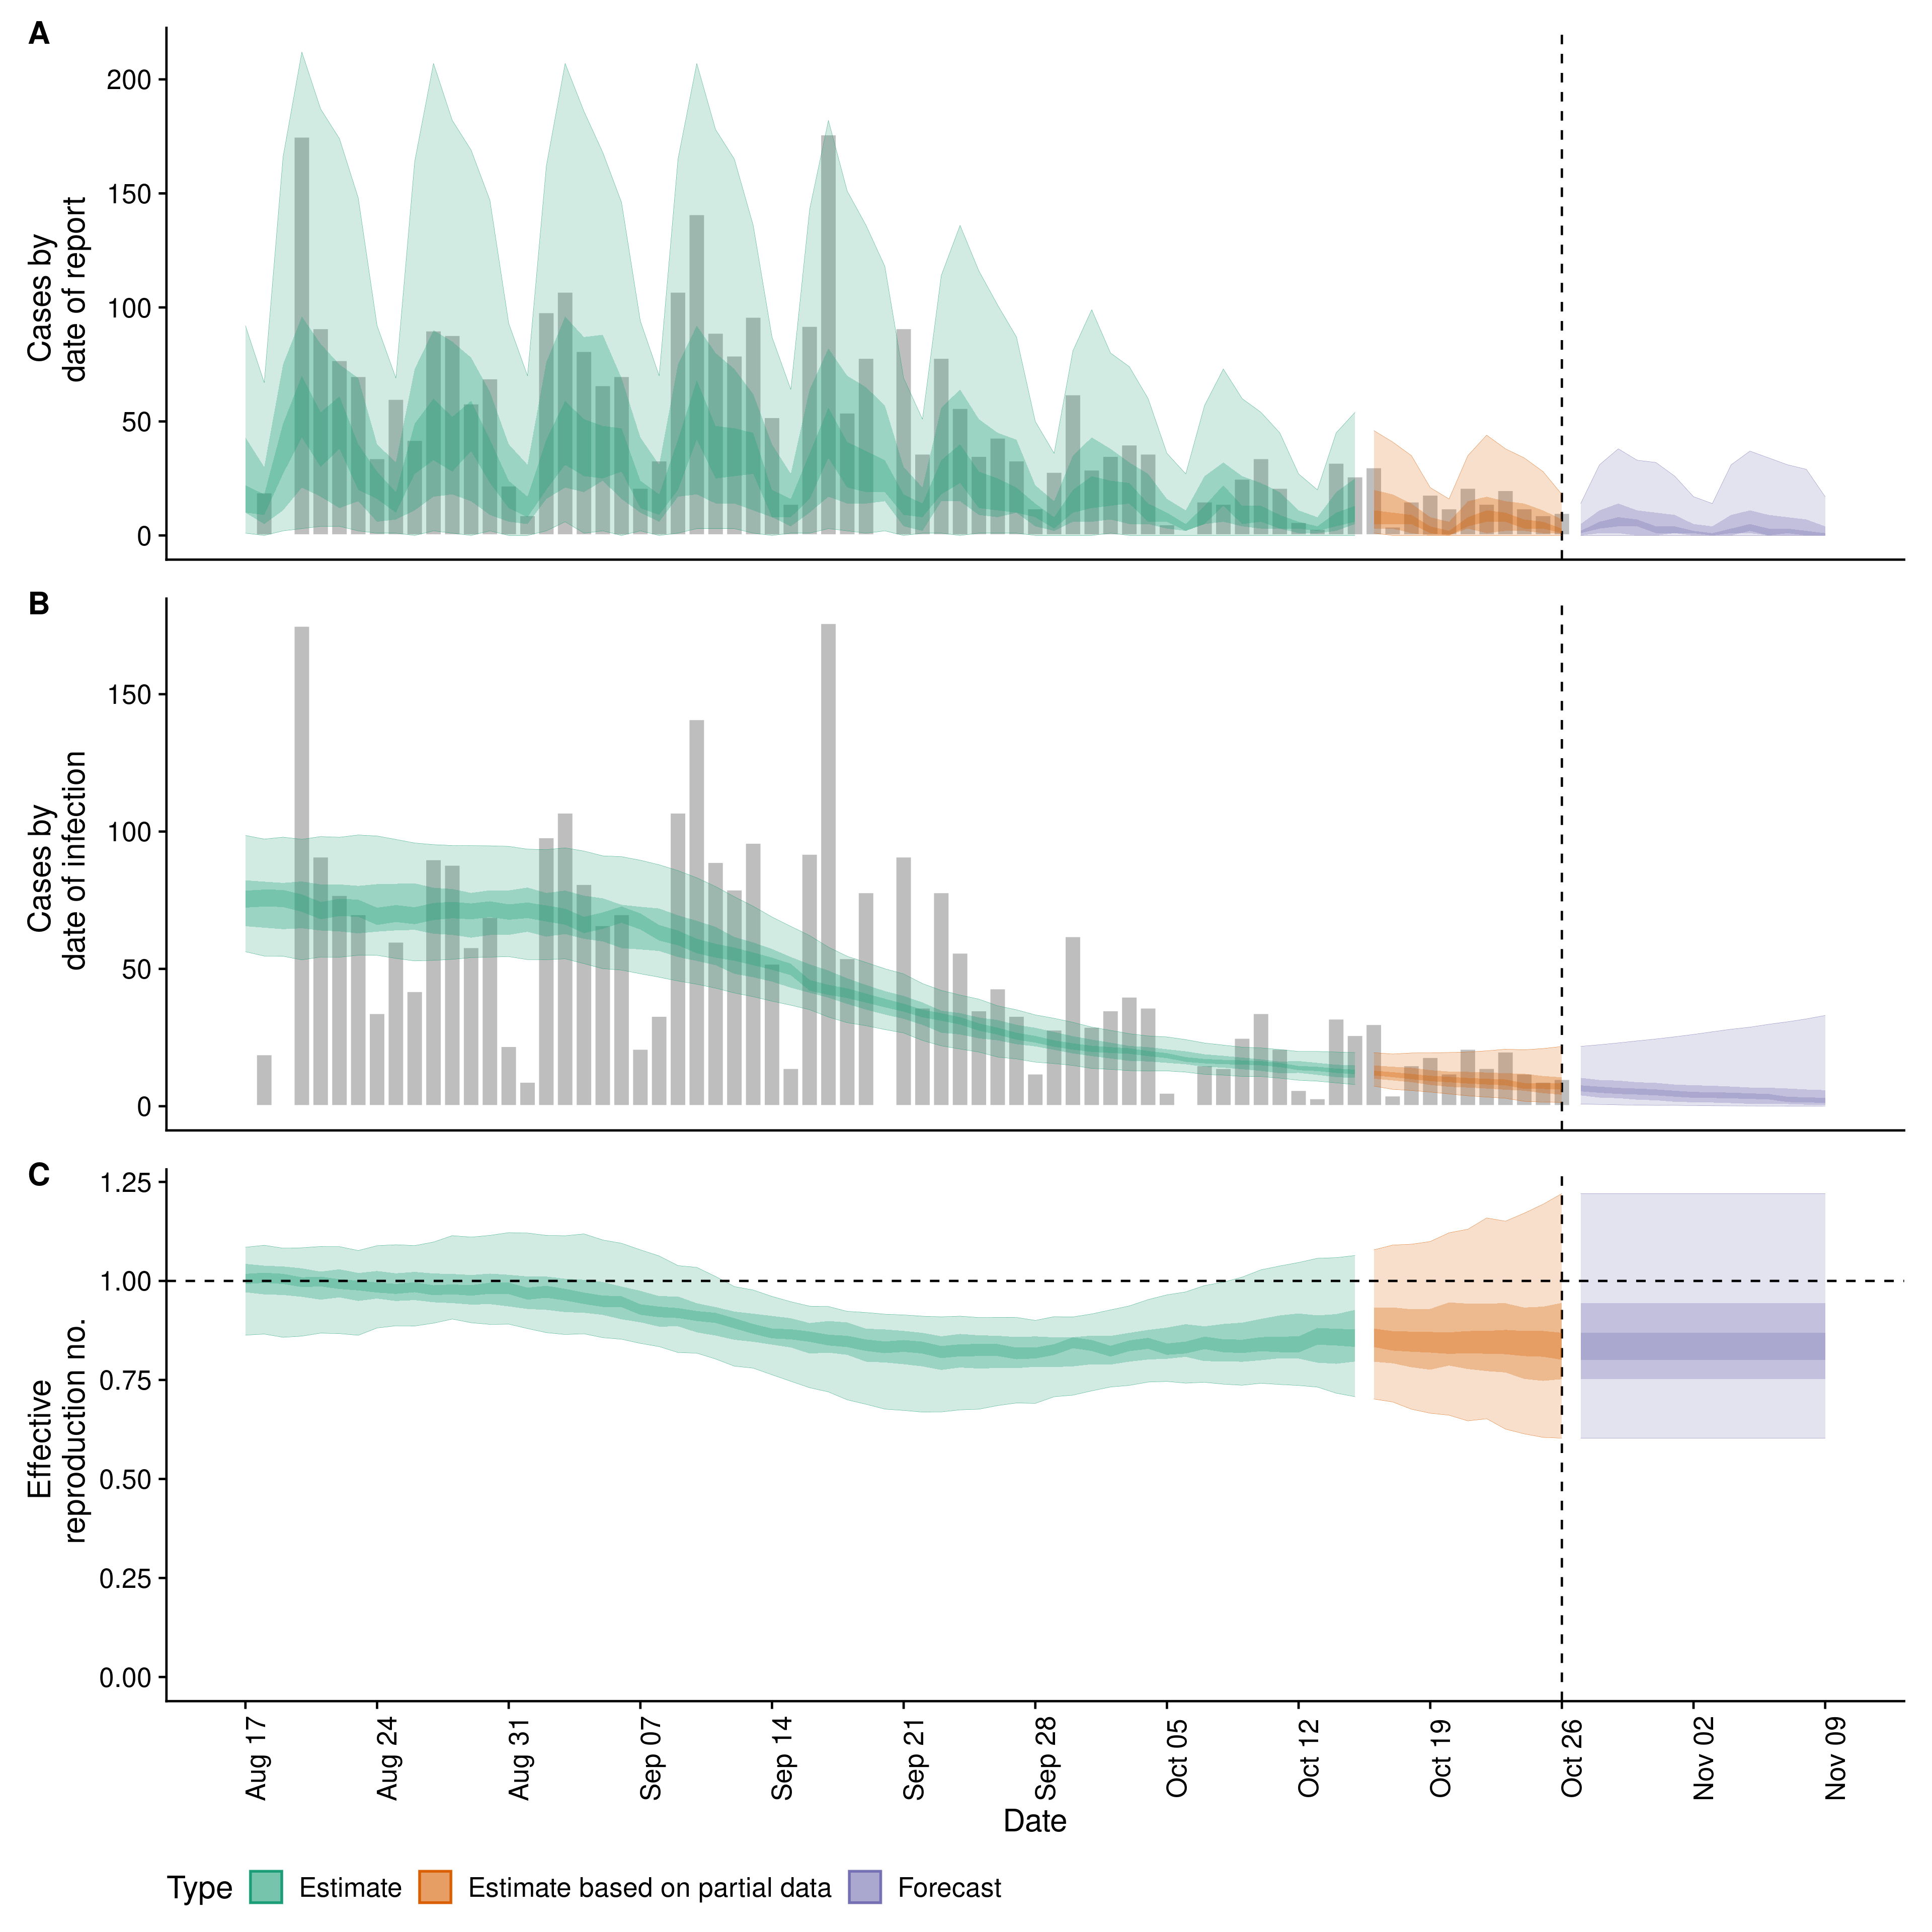 A
200
150
100
50
0
Cases by
date of report
B
150
100
50
0
Cases by
date of infection
C
1.25
1.00
0.75
0.50
0.25
0.00
Effective
reproduction no.
Aug 17
Aug 24
Aug 31
Sep 07
Sep 14
Sep 21
Sep 28
Oct 05
Oct 12
Oct 19
Oct 26
Nov 02
Nov 09
Date
Type Estimate Estimate based on partial data Forecast